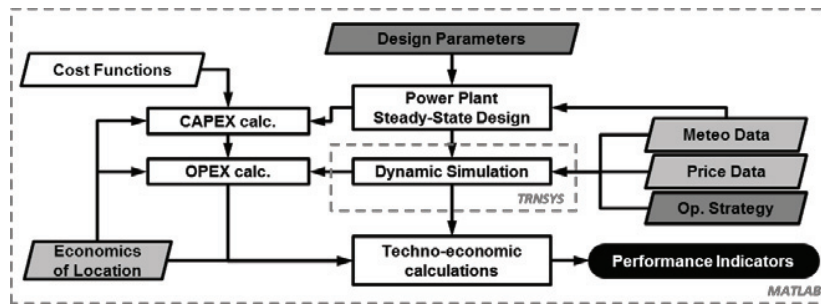 Design Parameters
Cost Functions
Power Plant
Steady-State Design
CAPEX calc.
Meteo Data
OPEX calc.
Dynamic Simulation
Price Data
TRNSYS
Op. Strategy
Economics
of Location
Techno-economic
calculations
Performance Indicators
MATLAB